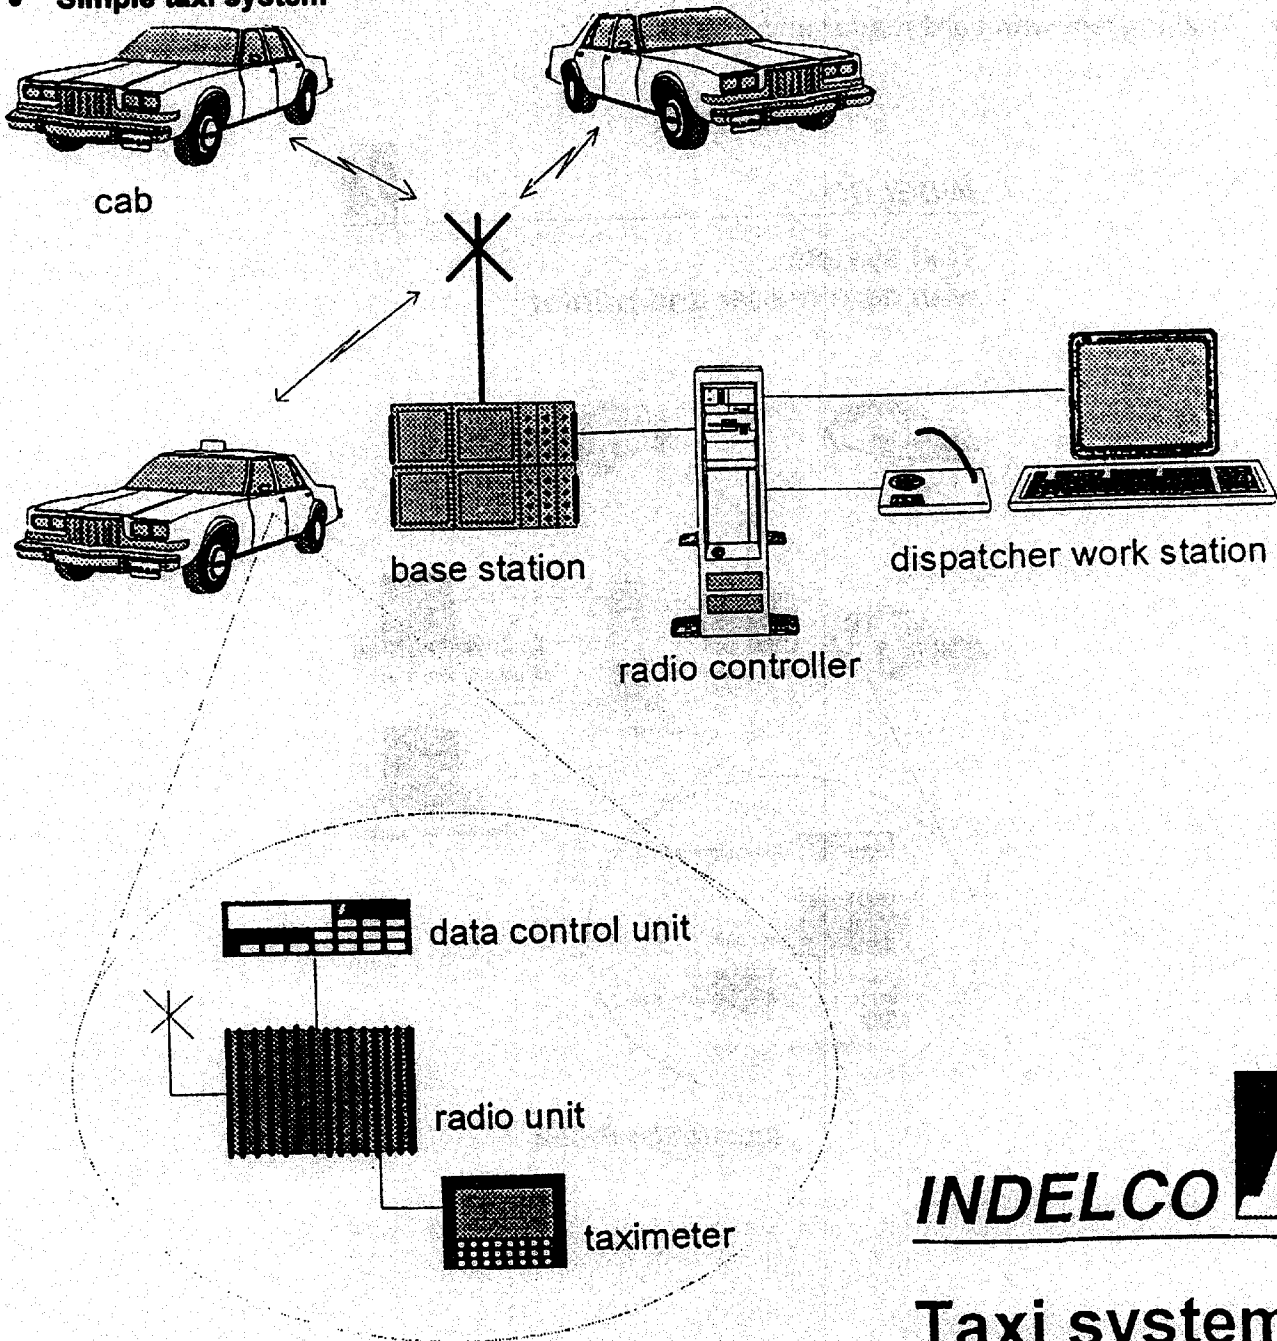 • Simple taxi system
cab
base station
dispatcher work station
radio controller
data control unit
radio unit
taximeter
INDELCO
Taxi system